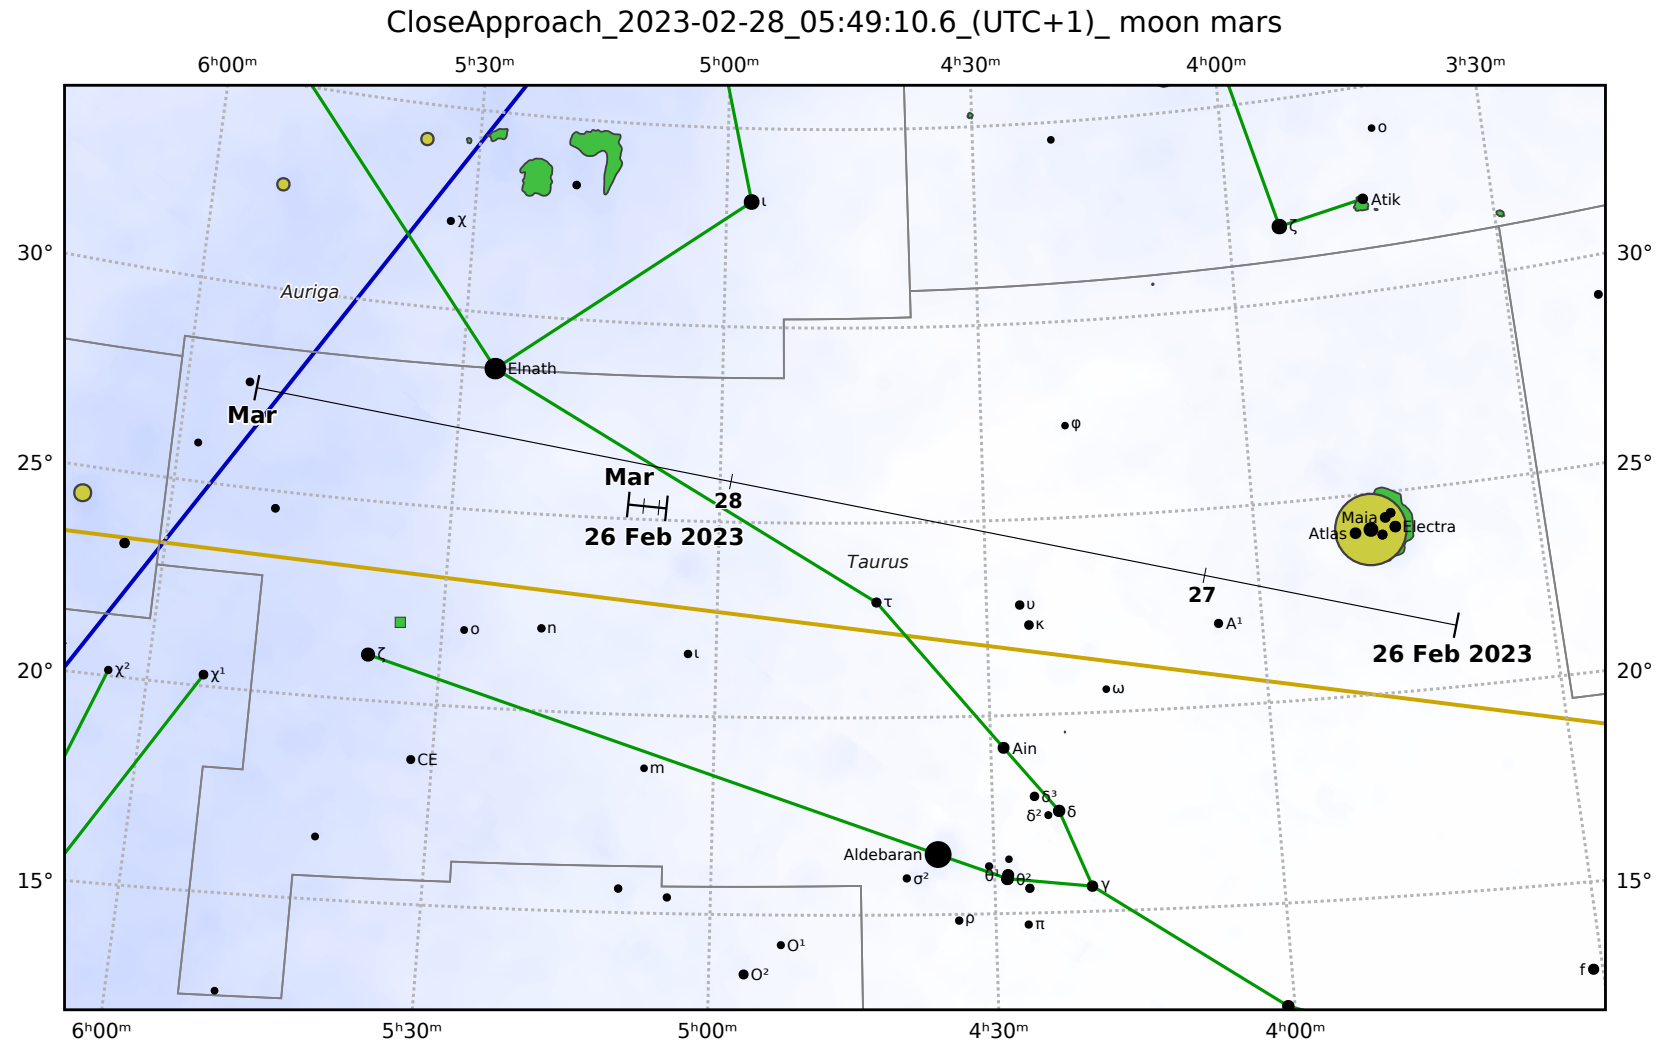 CloseApproach_2023-02-28_05:49:10.6_(UTC+1)_ moon mars
6ʰ00ᵐ 5ʰ30ᵐ 5ʰ00ᵐ 4ʰ30ᵐ 4ʰ00ᵐ 3ʰ30ᵐ
ο
Atik
ι
χ
ζ
30° 30°
Auriga
Elnath
Mar
φ
25° 25°
Mar
28
Maia
Electra
Atlas
26 Feb 2023
Taurus
27
τ
υ
κ
A¹
ο
n
ζ
ι
26 Feb 2023
20° 20°
χ²
χ¹
ω
Ain
CE
m
δ³
δ²
δ
Aldebaran
σ²
θ¹
θ²
γ
15° 15°
ρ
π
O¹
O²
f
6ʰ00ᵐ 5ʰ30ᵐ 5ʰ00ᵐ 4ʰ30ᵐ 4ʰ00ᵐ